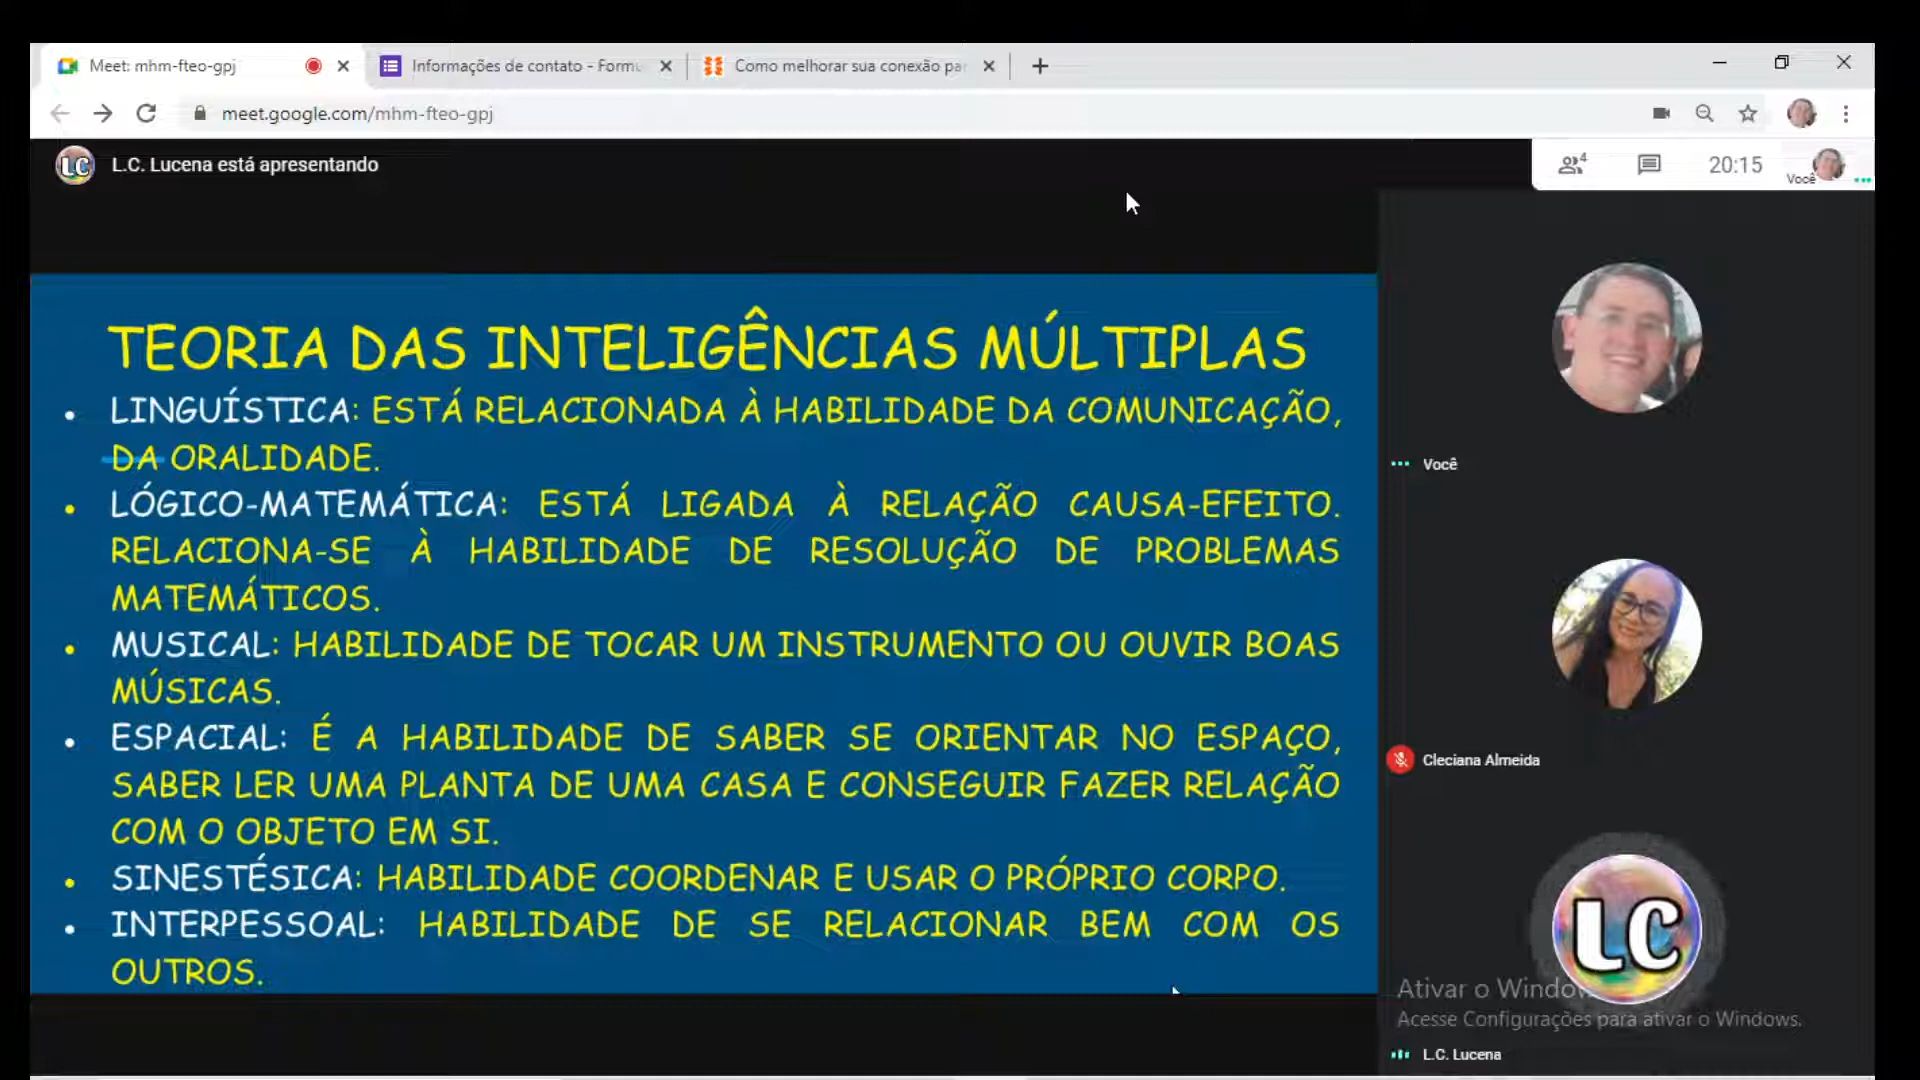 Meet: mhm-fteo-gpj
Informações de contato - Formu
Como melhorar sua conexão pa
meet.google.com/mhm-fteo-gpj
LC
L.C. Lucena está apresentando
4
20:15
Você
TEORIA DAS INTELIGÊNCIAS MÚLTIPLAS
• LINGUÍSTICA: ESTÁ RELACIONADA À HABILIDADE DA COMUNICAÇÃO,
DA ORALIDADE.
• LÓGICO-MATEMÁTICA: ESTÁ LIGADA À RELAÇÃO CAUSA-EFEITO.
RELACIONA-SE À HABILIDADE DE RESOLUÇÃO DE PROBLEMAS
MATEMÁTICOS.
• MUSICAL: HABILIDADE DE TOCAR UM INSTRUMENTO OU OUVIR BOAS
MÚSICAS.
• ESPACIAL: É A HABILIDADE DE SABER SE ORIENTAR NO ESPAÇO,
SABER LER UMA PLANTA DE UMA CASA E CONSEGUIR FAZER RELAÇÃO
COM O OBJETO EM SI.
• SINESTÉSICA: HABILIDADE COORDENAR E USAR O PRÓPRIO CORPO.
• INTERPESSOAL: HABILIDADE DE SE RELACIONAR BEM COM OS
OUTROS.
Você
Cleciana Almeida
LC
Ativar o Windo
Acesse Configurações para ativar o Windows.
L.C. Lucena